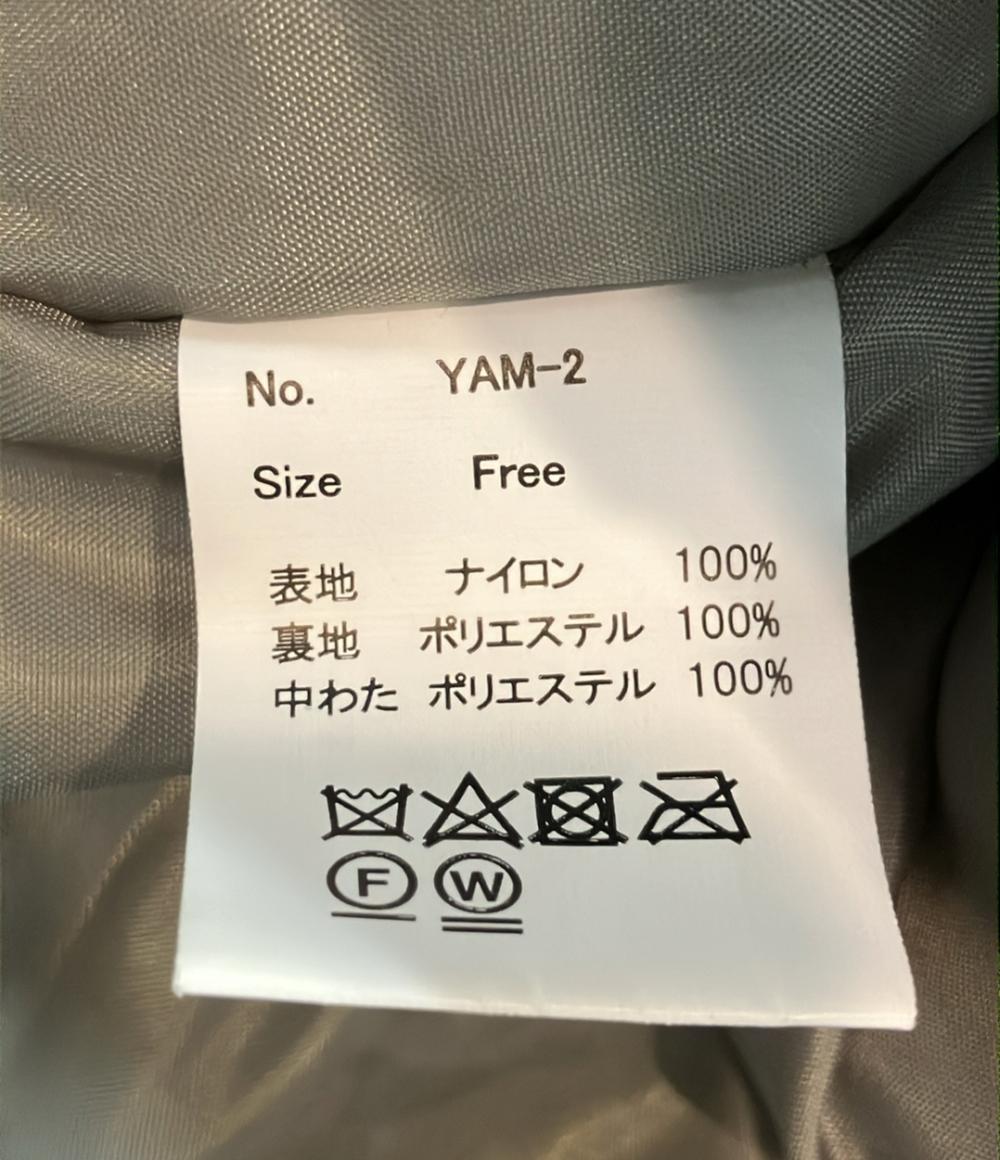 No. YAM-2
Size Free
表地 ナイロン 100%
裏地 ポリエステル 100%
中わた ポリエステル 100%
F W